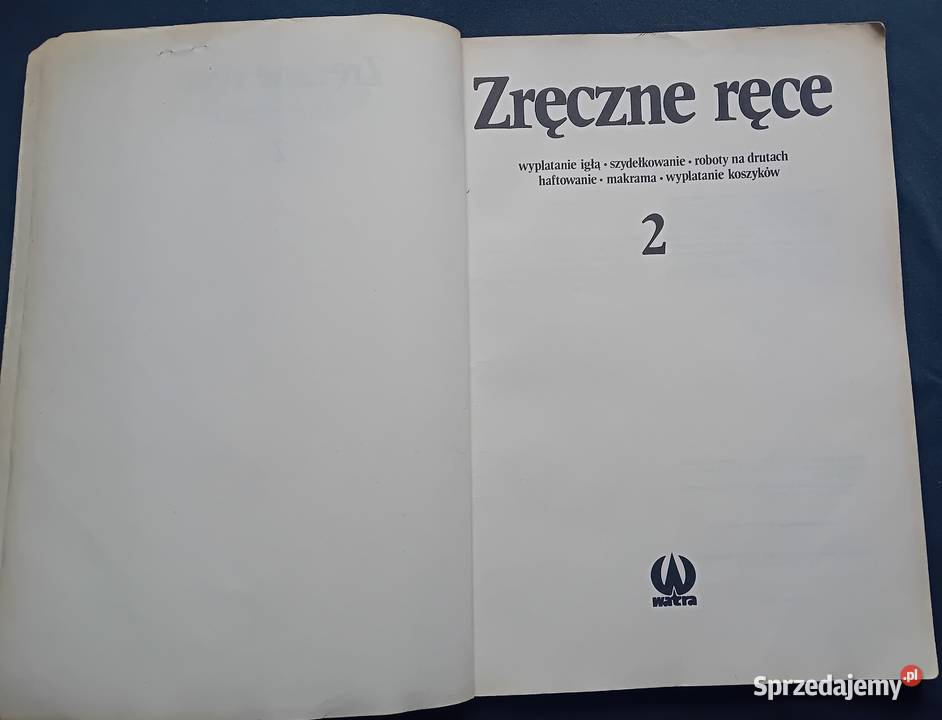 Zręczne ręce
wyplatanie igłą • szydełkowanie • roboty na drutach
haftowanie • makrama • wyplatanie koszyków
2
watra
Sprzedajemy.pl